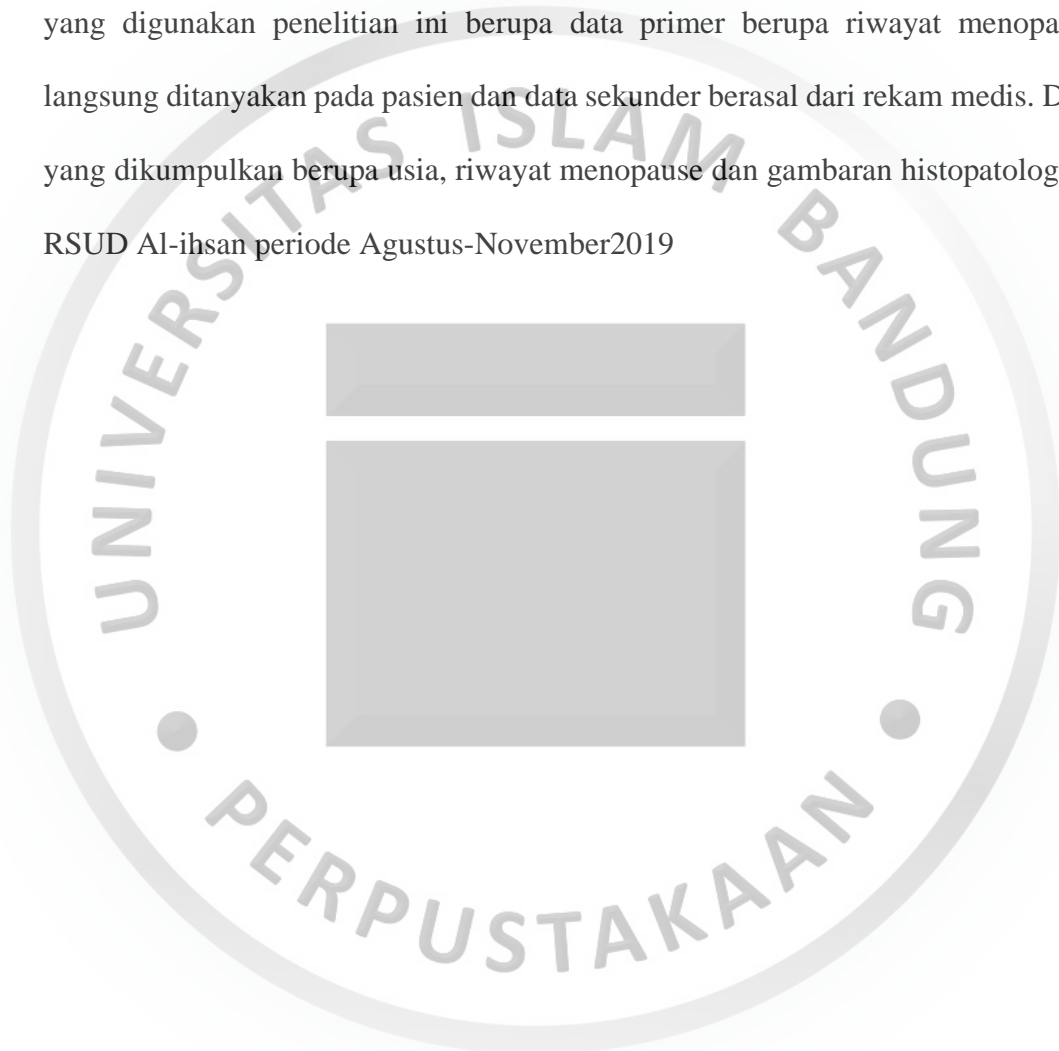 yang digunakan penelitian ini berupa data primer berupa riwayat menopa
langsung ditanyakan pada pasien dan data sekunder berasal dari rekam medis. D
yang dikumpulkan berupa usia, riwayat menopause dan gambaran histopatolog
RSUD Al-ihsan periode Agustus-November2019
UNIVERSITAS ISLAM BANDUNG
PERPUSTAKAAN